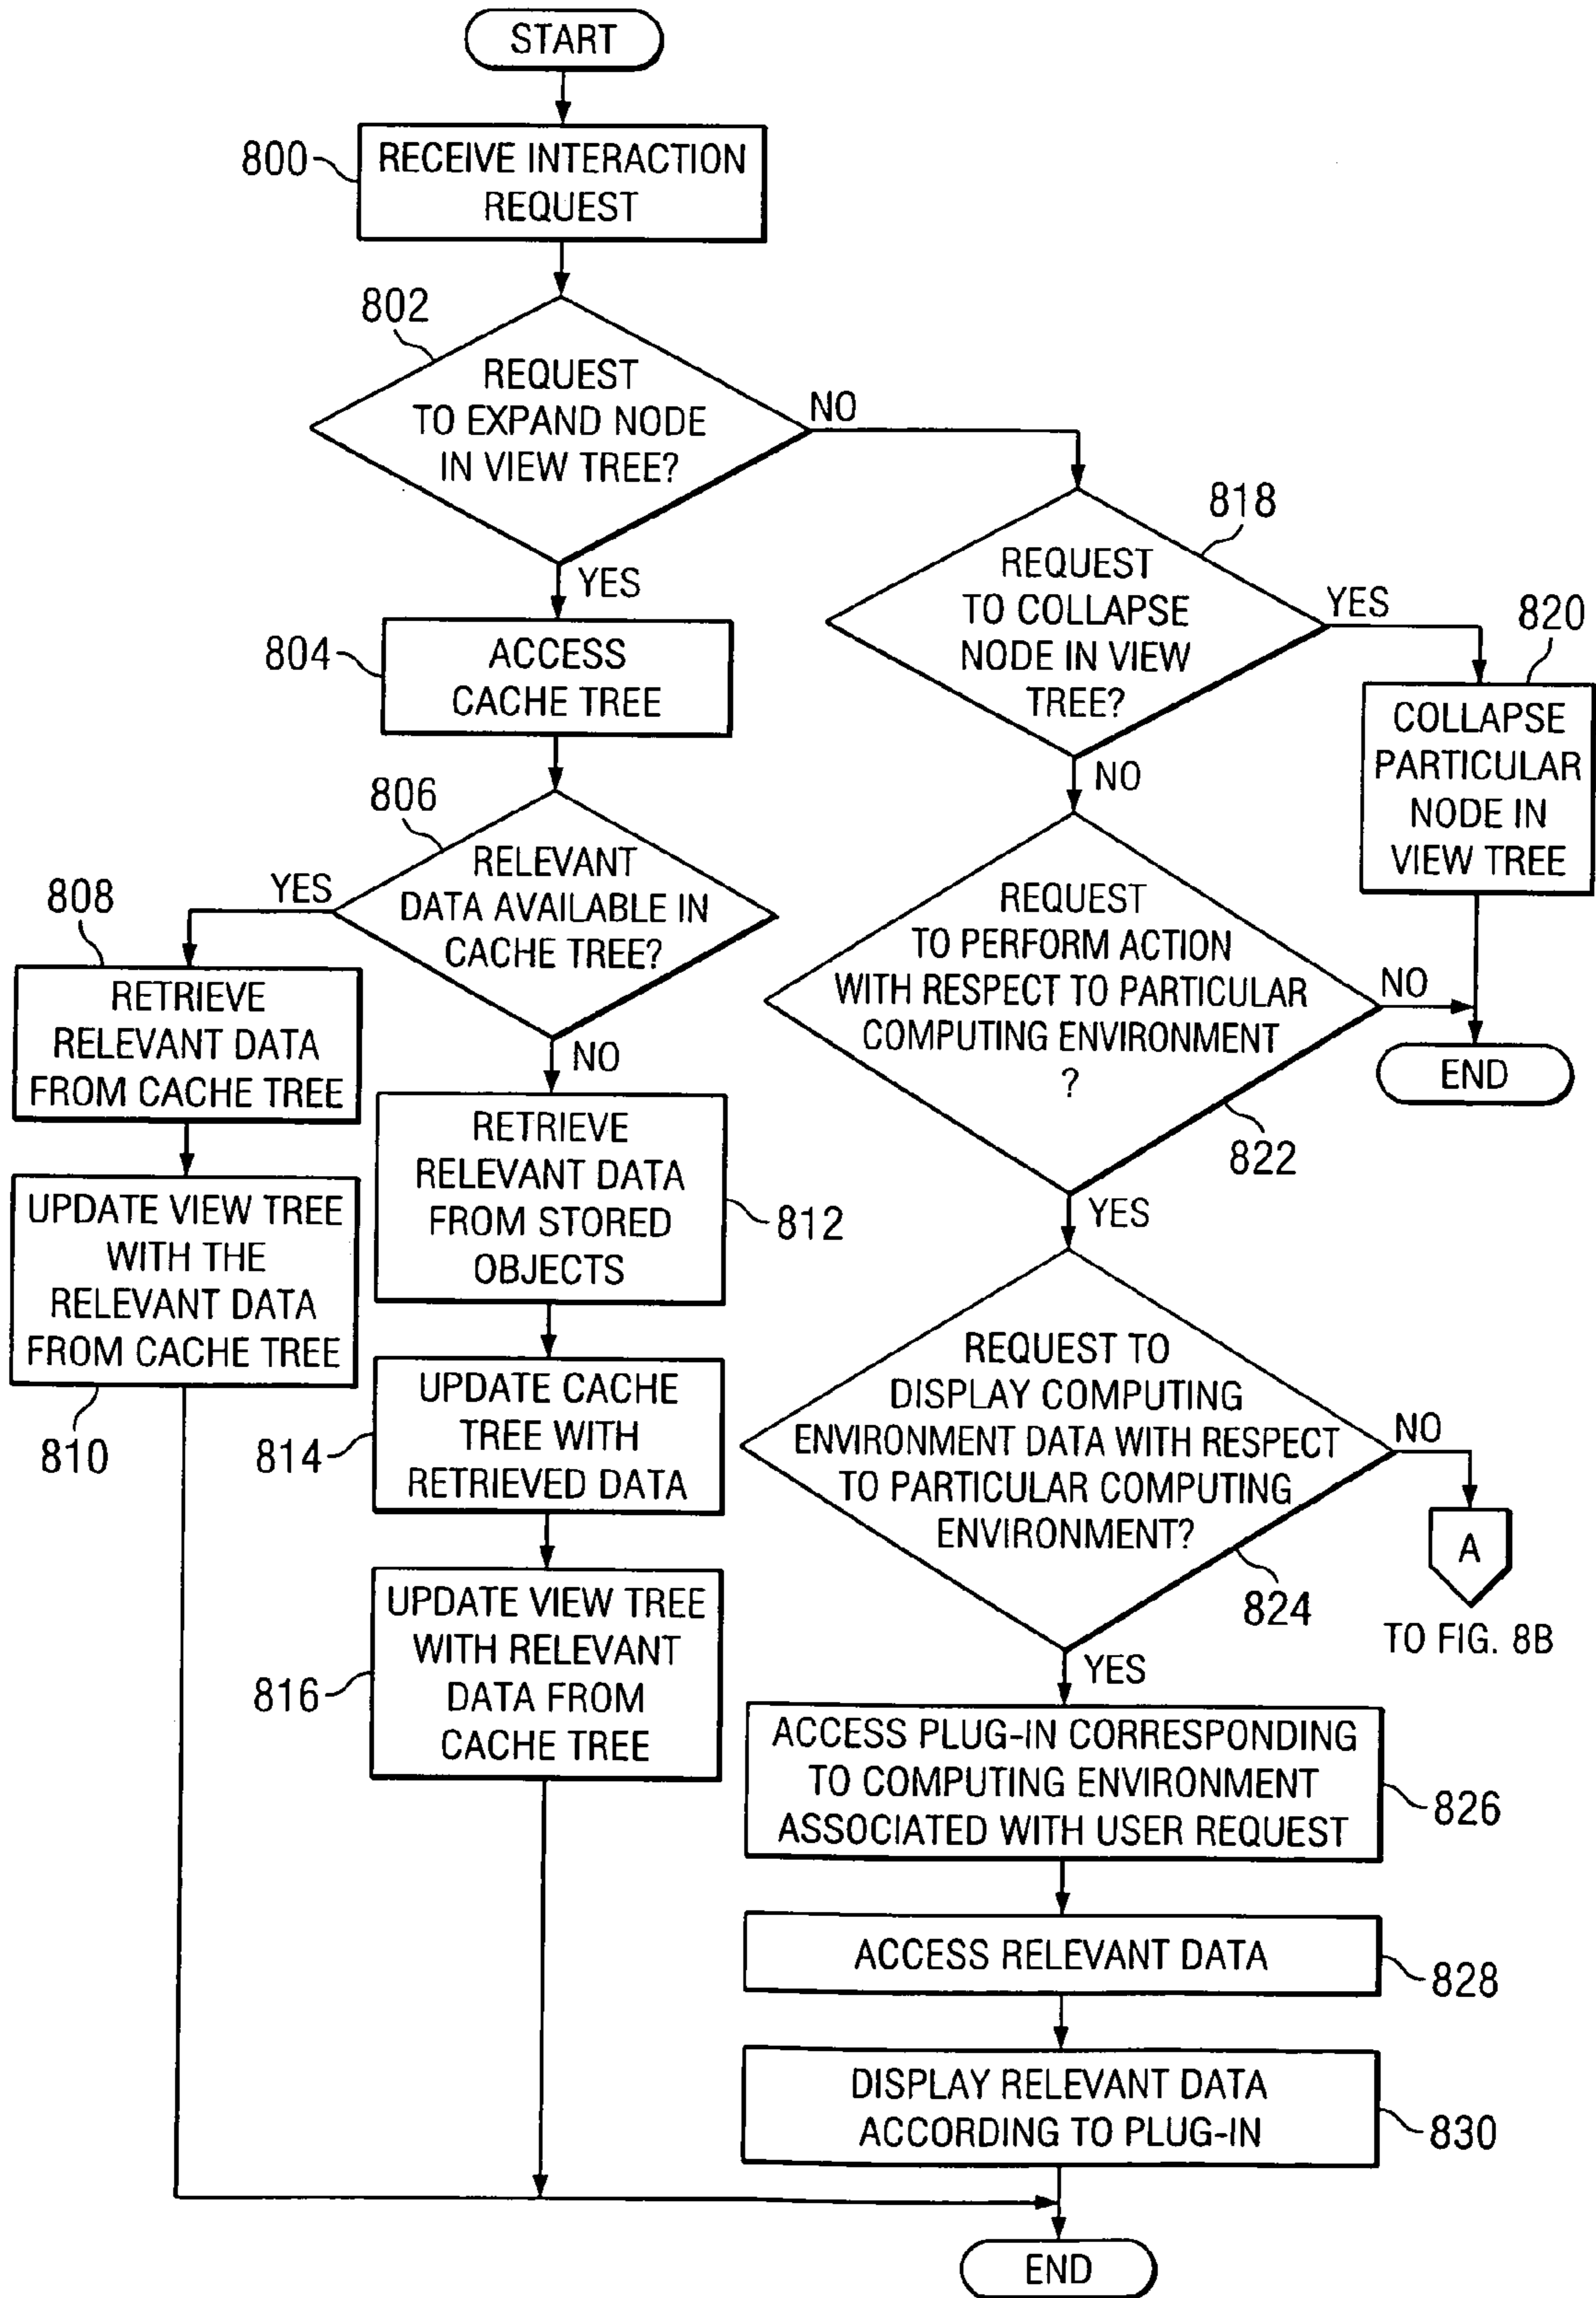 START
800
RECEIVE INTERACTION
REQUEST
802
REQUEST
TO EXPAND NODE
IN VIEW TREE?
NO
YES
804
ACCESS
CACHE TREE
806
RELEVANT
DATA AVAILABLE IN
CACHE TREE?
YES
NO
808
RETRIEVE
RELEVANT DATA
FROM CACHE TREE
UPDATE VIEW TREE
WITH THE
RELEVANT DATA
FROM CACHE TREE
810
RETRIEVE
RELEVANT DATA
FROM STORED
OBJECTS
812
814
UPDATE CACHE
TREE WITH
RETRIEVED DATA
816
UPDATE VIEW TREE
WITH RELEVANT
DATA FROM
CACHE TREE
818
REQUEST
TO COLLAPSE
NODE IN VIEW
TREE?
YES
NO
820
COLLAPSE
PARTICULAR
NODE IN
VIEW TREE
REQUEST
TO PERFORM ACTION
WITH RESPECT TO PARTICULAR
COMPUTING ENVIRONMENT
?
NO
822
YES
END
REQUEST TO
DISPLAY COMPUTING
ENVIRONMENT DATA WITH RESPECT
TO PARTICULAR COMPUTING
ENVIRONMENT?
NO
824
YES
A
TO FIG. 8B
ACCESS PLUG-IN CORRESPONDING
TO COMPUTING ENVIRONMENT
ASSOCIATED WITH USER REQUEST
826
ACCESS RELEVANT DATA
828
DISPLAY RELEVANT DATA
ACCORDING TO PLUG-IN
830
END